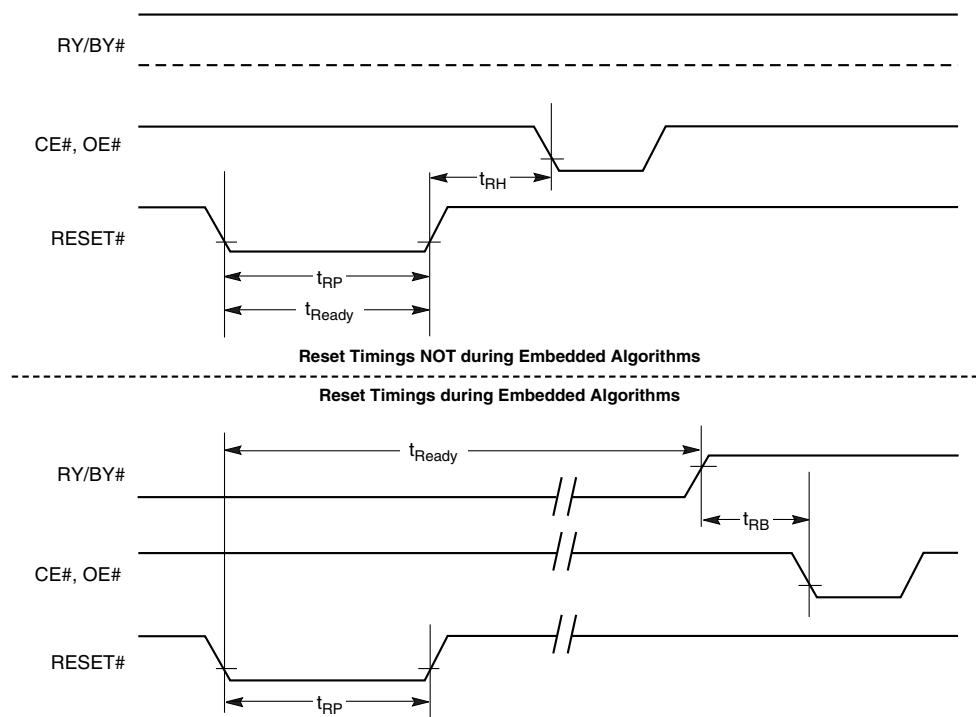 RY/BY#
CE#, OE#
tRH
RESET#
tRP
tReady
Reset Timings NOT during Embedded Algorithms
Reset Timings during Embedded Algorithms
tReady
RY/BY#
tRB
CE#, OE#
RESET#
tRP